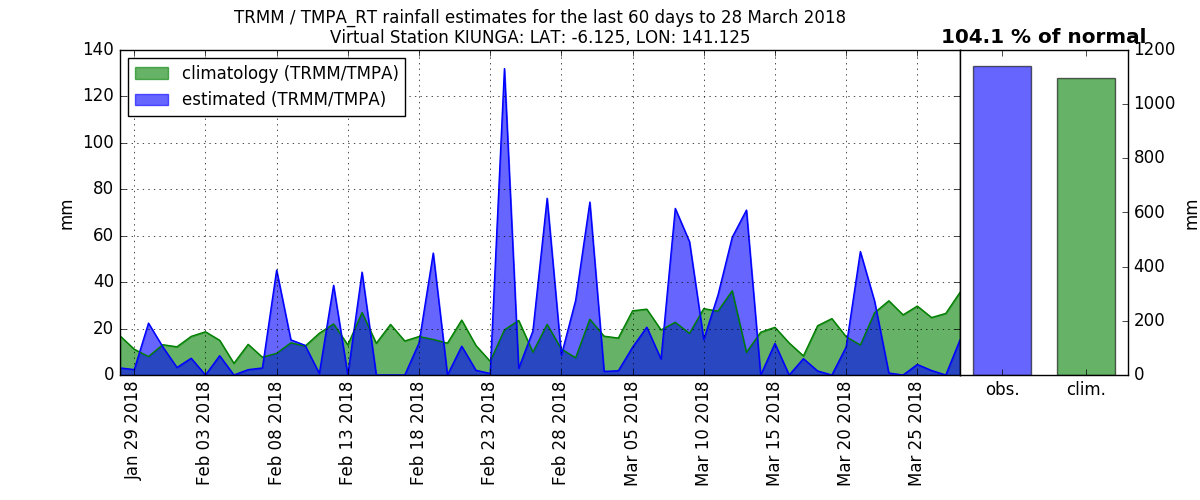 TRMM / TMPA_RT rainfall estimates for the last 60 days to 28 March 2018
Virtual Station KIUNGA: LAT: -6.125, LON: 141.125
104.1 % of normal
climatology (TRMM/TMPA)
estimated (TRMM/TMPA)
mm
140
120
100
80
60
40
20
0
Jan 29 2018
Feb 03 2018
Feb 08 2018
Feb 13 2018
Feb 18 2018
Feb 23 2018
Feb 28 2018
Mar 05 2018
Mar 10 2018
Mar 15 2018
Mar 20 2018
Mar 25 2018
1200
1000
800
600
400
200
0
mm
obs.
clim.